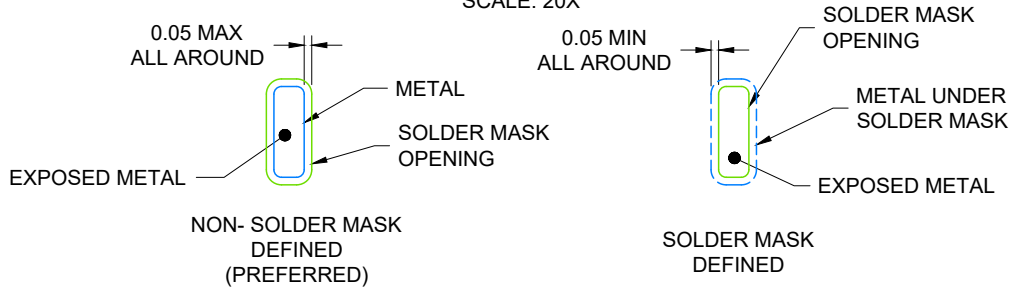 SCALE: 20X
0.05 MAX
ALL AROUND
METAL
SOLDER MASK
OPENING
EXPOSED METAL
NON- SOLDER MASK
DEFINED
(PREFERRED)
0.05 MIN
ALL AROUND
SOLDER MASK
OPENING
METAL UNDER
SOLDER MASK
EXPOSED METAL
SOLDER MASK
DEFINED